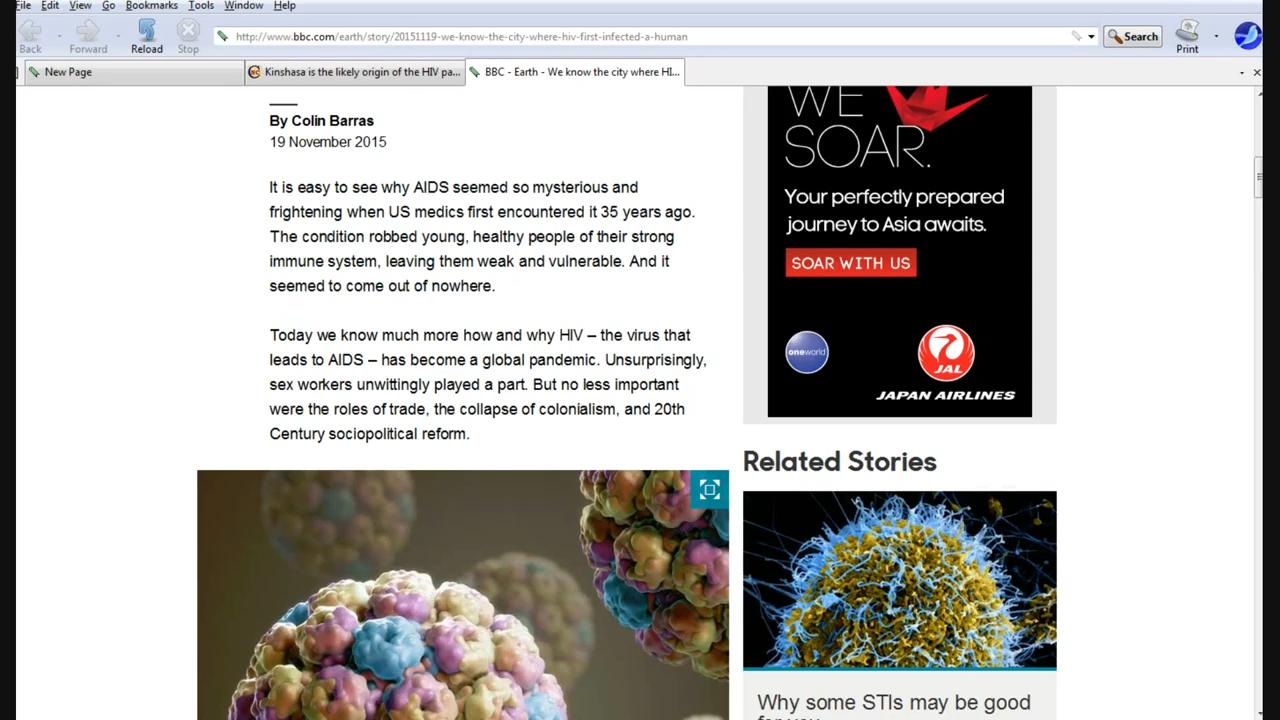 File Edit View Go Bookmarks Tools Window Help
Back Forward Reload Stop
http://www.bbc.com/earth/story/20151119-we-know-the-city-where-hiv-first-infected-a-human
Search
Print
New Page
Kinshasa is the likely origin of the HIV pa...
BBC - Earth - We know the city where HI...
By Colin Barras
19 November 2015
It is easy to see why AIDS seemed so mysterious and
frightening when US medics first encountered it 35 years ago.
The condition robbed young, healthy people of their strong
immune system, leaving them weak and vulnerable. And it
seemed to come out of nowhere.
Today we know much more how and why HIV – the virus that
leads to AIDS – has become a global pandemic. Unsurprisingly,
sex workers unwittingly played a part. But no less important
were the roles of trade, the collapse of colonialism, and 20th
Century sociopolitical reform.
WE
SOAR.
Your perfectly prepared
journey to Asia awaits.
SOAR WITH US
oneworld
JAL
JAPAN AIRLINES
Related Stories
Why some STIs may be good
for you